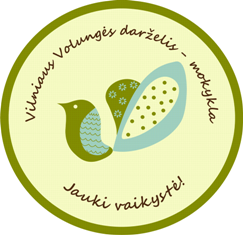 Vilniaus Volungės darželis - mokykla
Jauki vaikystė!